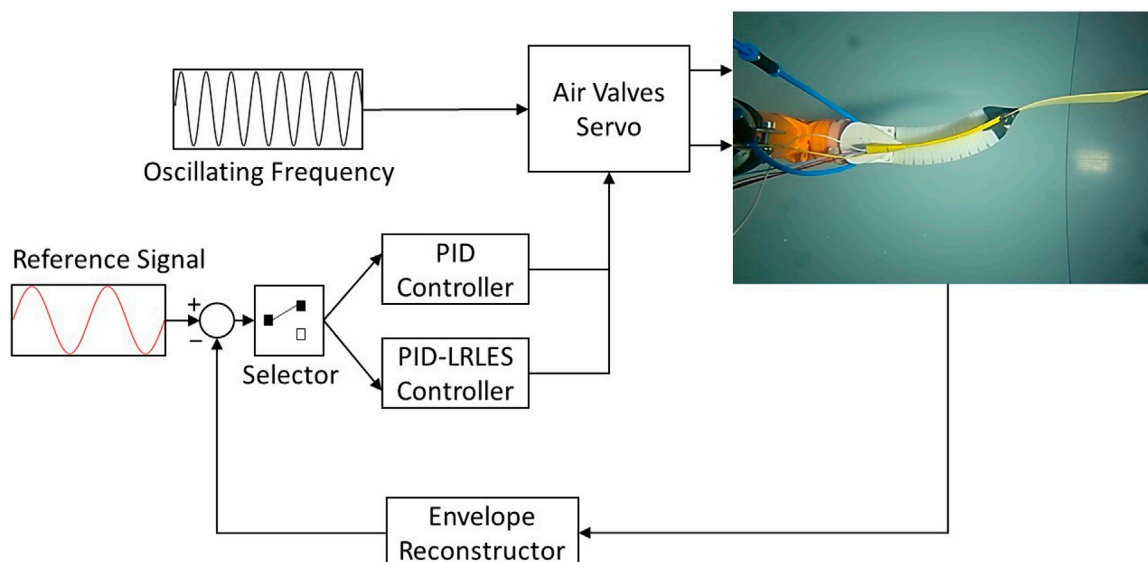 Air Valves
Servo
Oscillating Frequency
Reference Signal
+
−
PID
Controller
Selector
PID-LRLES
Controller
Envelope
Reconstructor